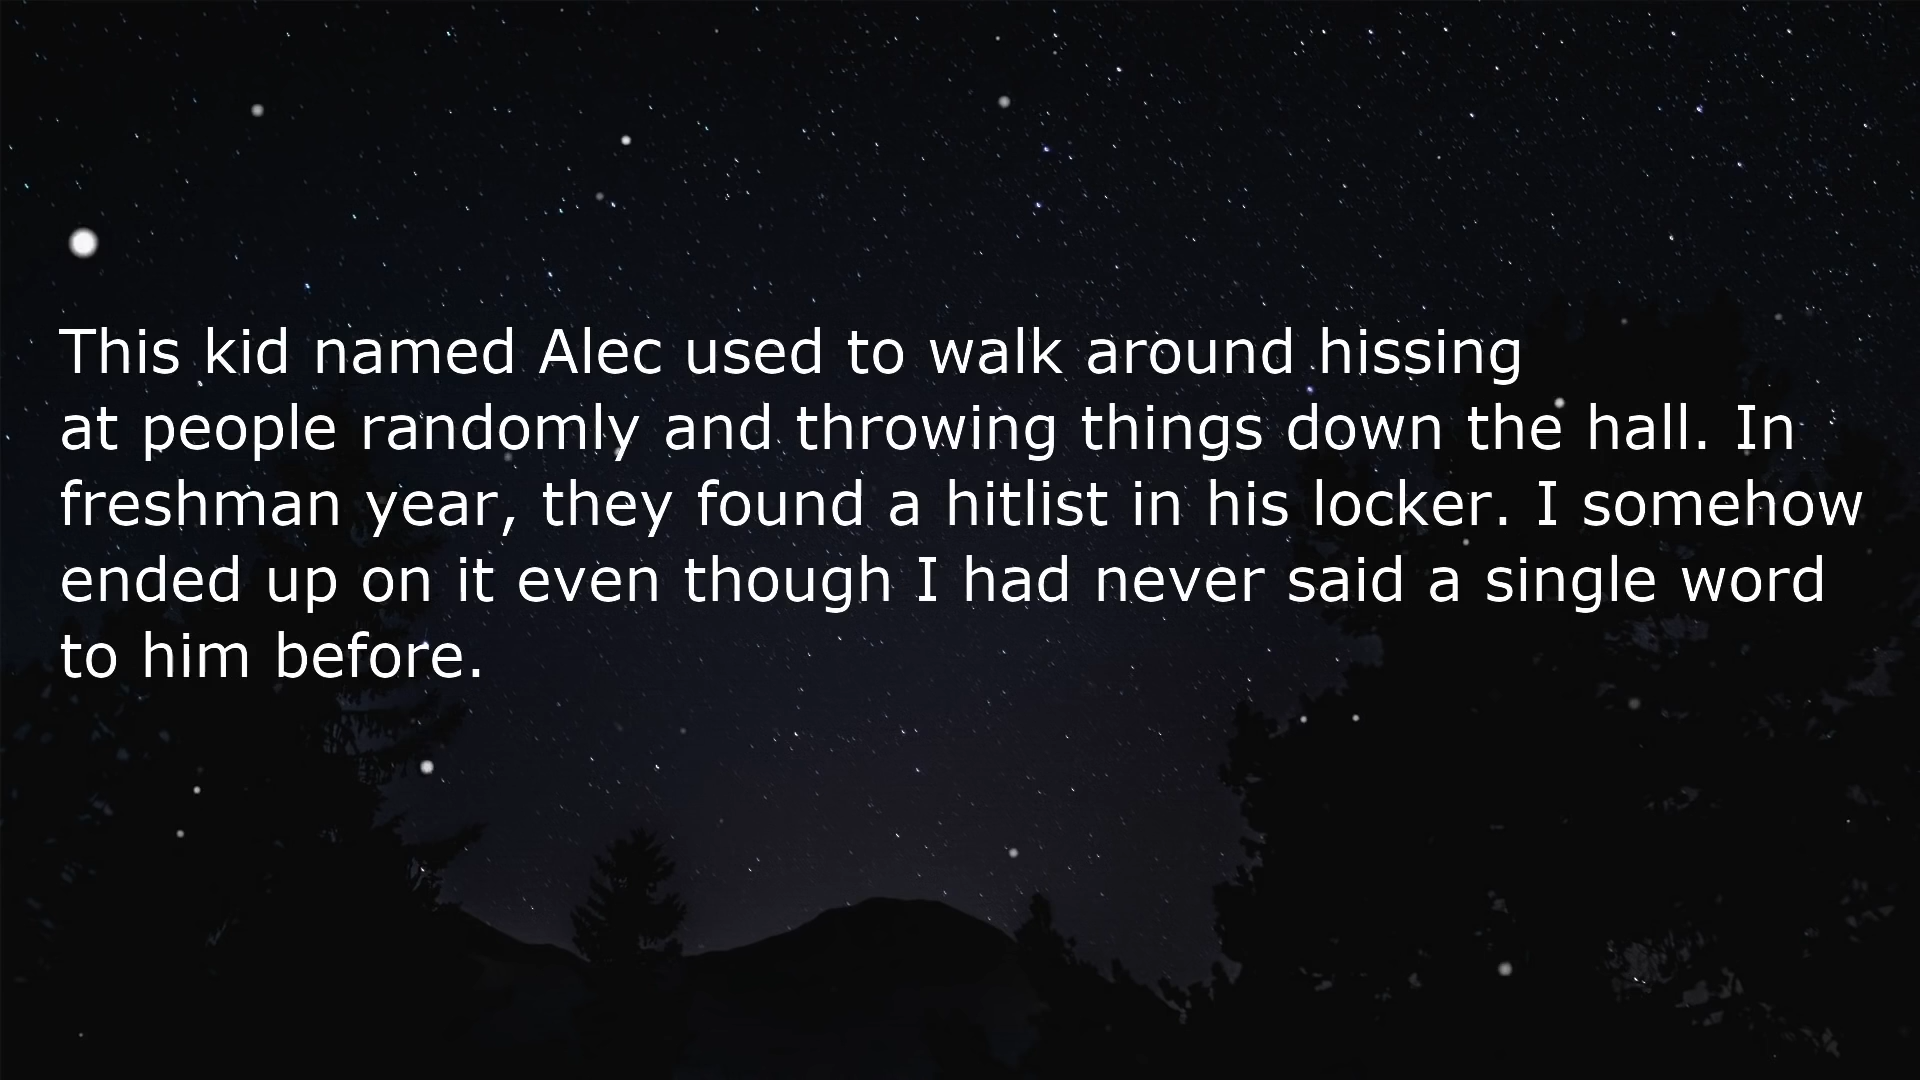 This kid named Alec used to walk around hissing
at people randomly and throwing things down the hall. In
freshman year, they found a hitlist in his locker. I somehow
ended up on it even though I had never said a single word
to him before.